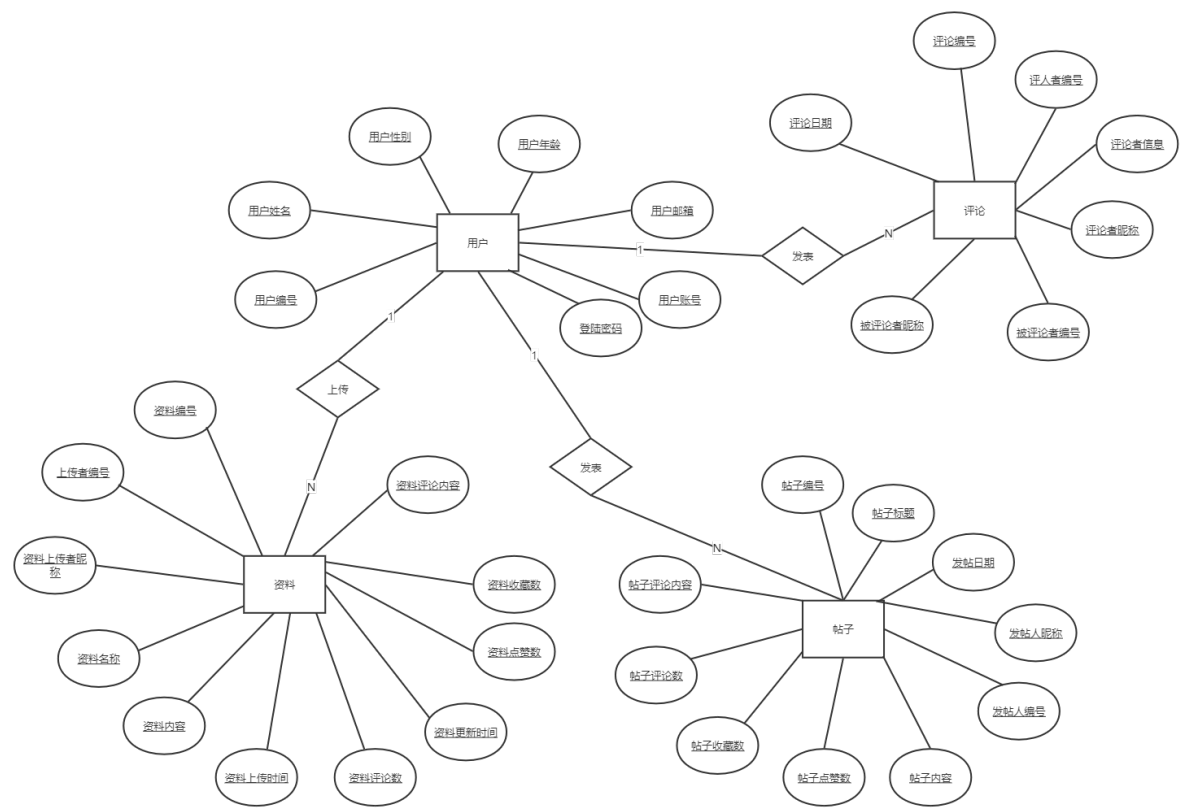 评论编号
评人者编号
评论日期
用户性别
用户年龄
评论者信息
用户姓名
用户邮箱
评论
用户
1
N
发表
评论者昵称
用户编号
用户账号
登陆密码
被评论者昵称
被评论者编号
1
1
上传
资料编号
发表
上传者编号
N
资料评论内容
帖子编号
帖子标题
N
资料上传者昵
称
资料
资料收藏数
帖子评论内容
发帖日期
帖子
发帖人昵称
资料名称
资料点赞数
帖子评论数
发帖人编号
资料内容
资料更新时间
帖子收藏数
资料上传时间
资料评论数
帖子点赞数
帖子内容